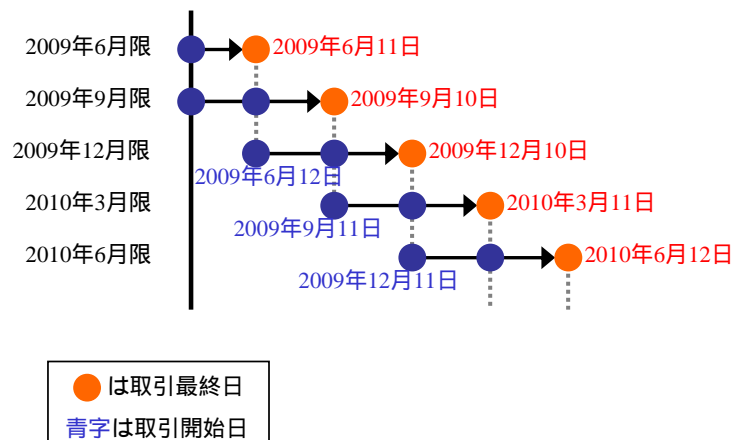 2009年6月限 2009年6月11日
2009年9月限 2009年9月10日
2009年12月限 2009年12月10日
2009年6月12日
2010年3月限 2010年3月11日
2009年9月11日
2010年6月限 2010年6月12日
2009年12月11日
は取引最終日
青字は取引開始日